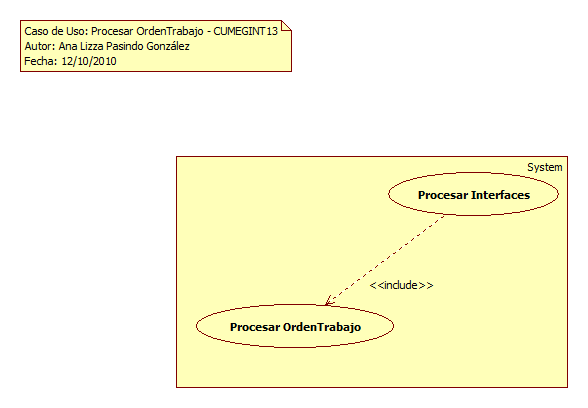 Caso de Uso: Procesar OrdenTrabajo - CUMEGINT13
Autor: Ana Lizza Pasindo González
Fecha: 12/10/2010
System
Procesar Interfaces
<<include>>
Procesar OrdenTrabajo